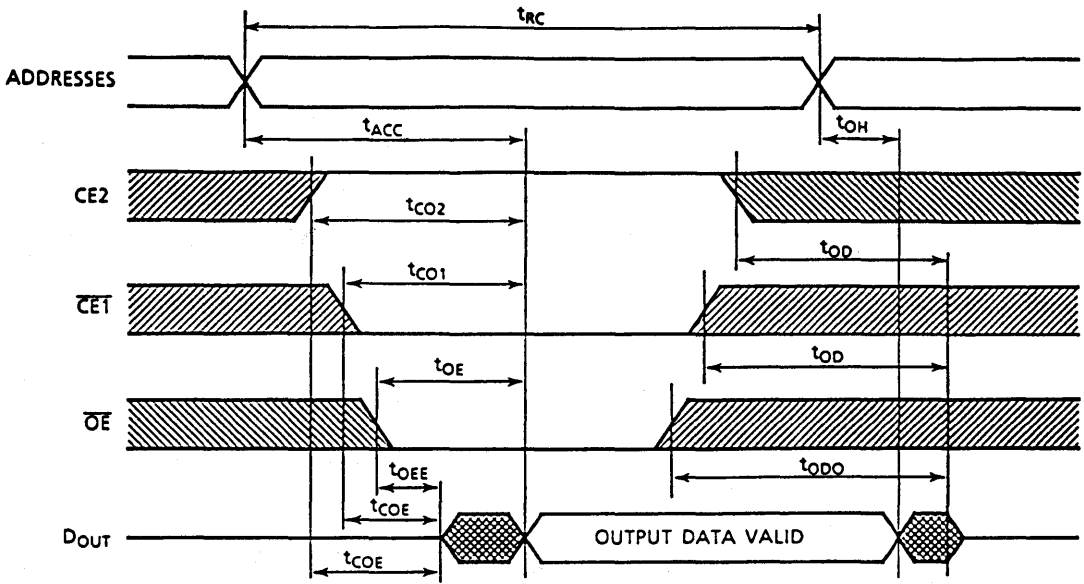 tRC
ADDRESSES
tACC
tOH
CE2
tCO2
tOD
tCO1
CE1
tOD
tOE
OE
tOEE
tODO
tCOE
DOUT
OUTPUT DATA VALID
tCOE